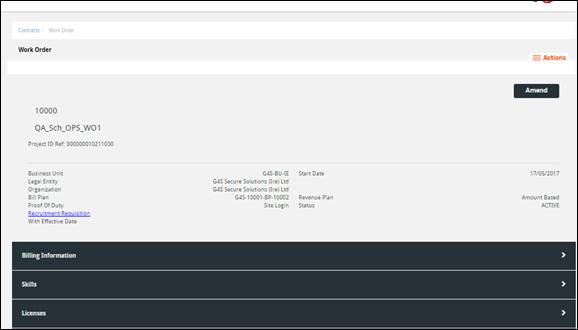 Contacts / Work Order
Work Order
Actions
Amend
10000
QA_Sch_OPS_WO1
Project ID Ref: 300000010211030
Business Unit G4S-BU-IE Start Date 17/05/2017
Legal Entity G4S Secure Solutions (Ire) Ltd
Organization G4S Secure Solutions (Ire) Ltd
Bill Plan G4S-10001-BP-10002 Revenue Plan Amount Based
Proof Of Duty Site Login Status ACTIVE
Recruitment Requisition
With Effective Date
Billing Information
Skills
Licenses